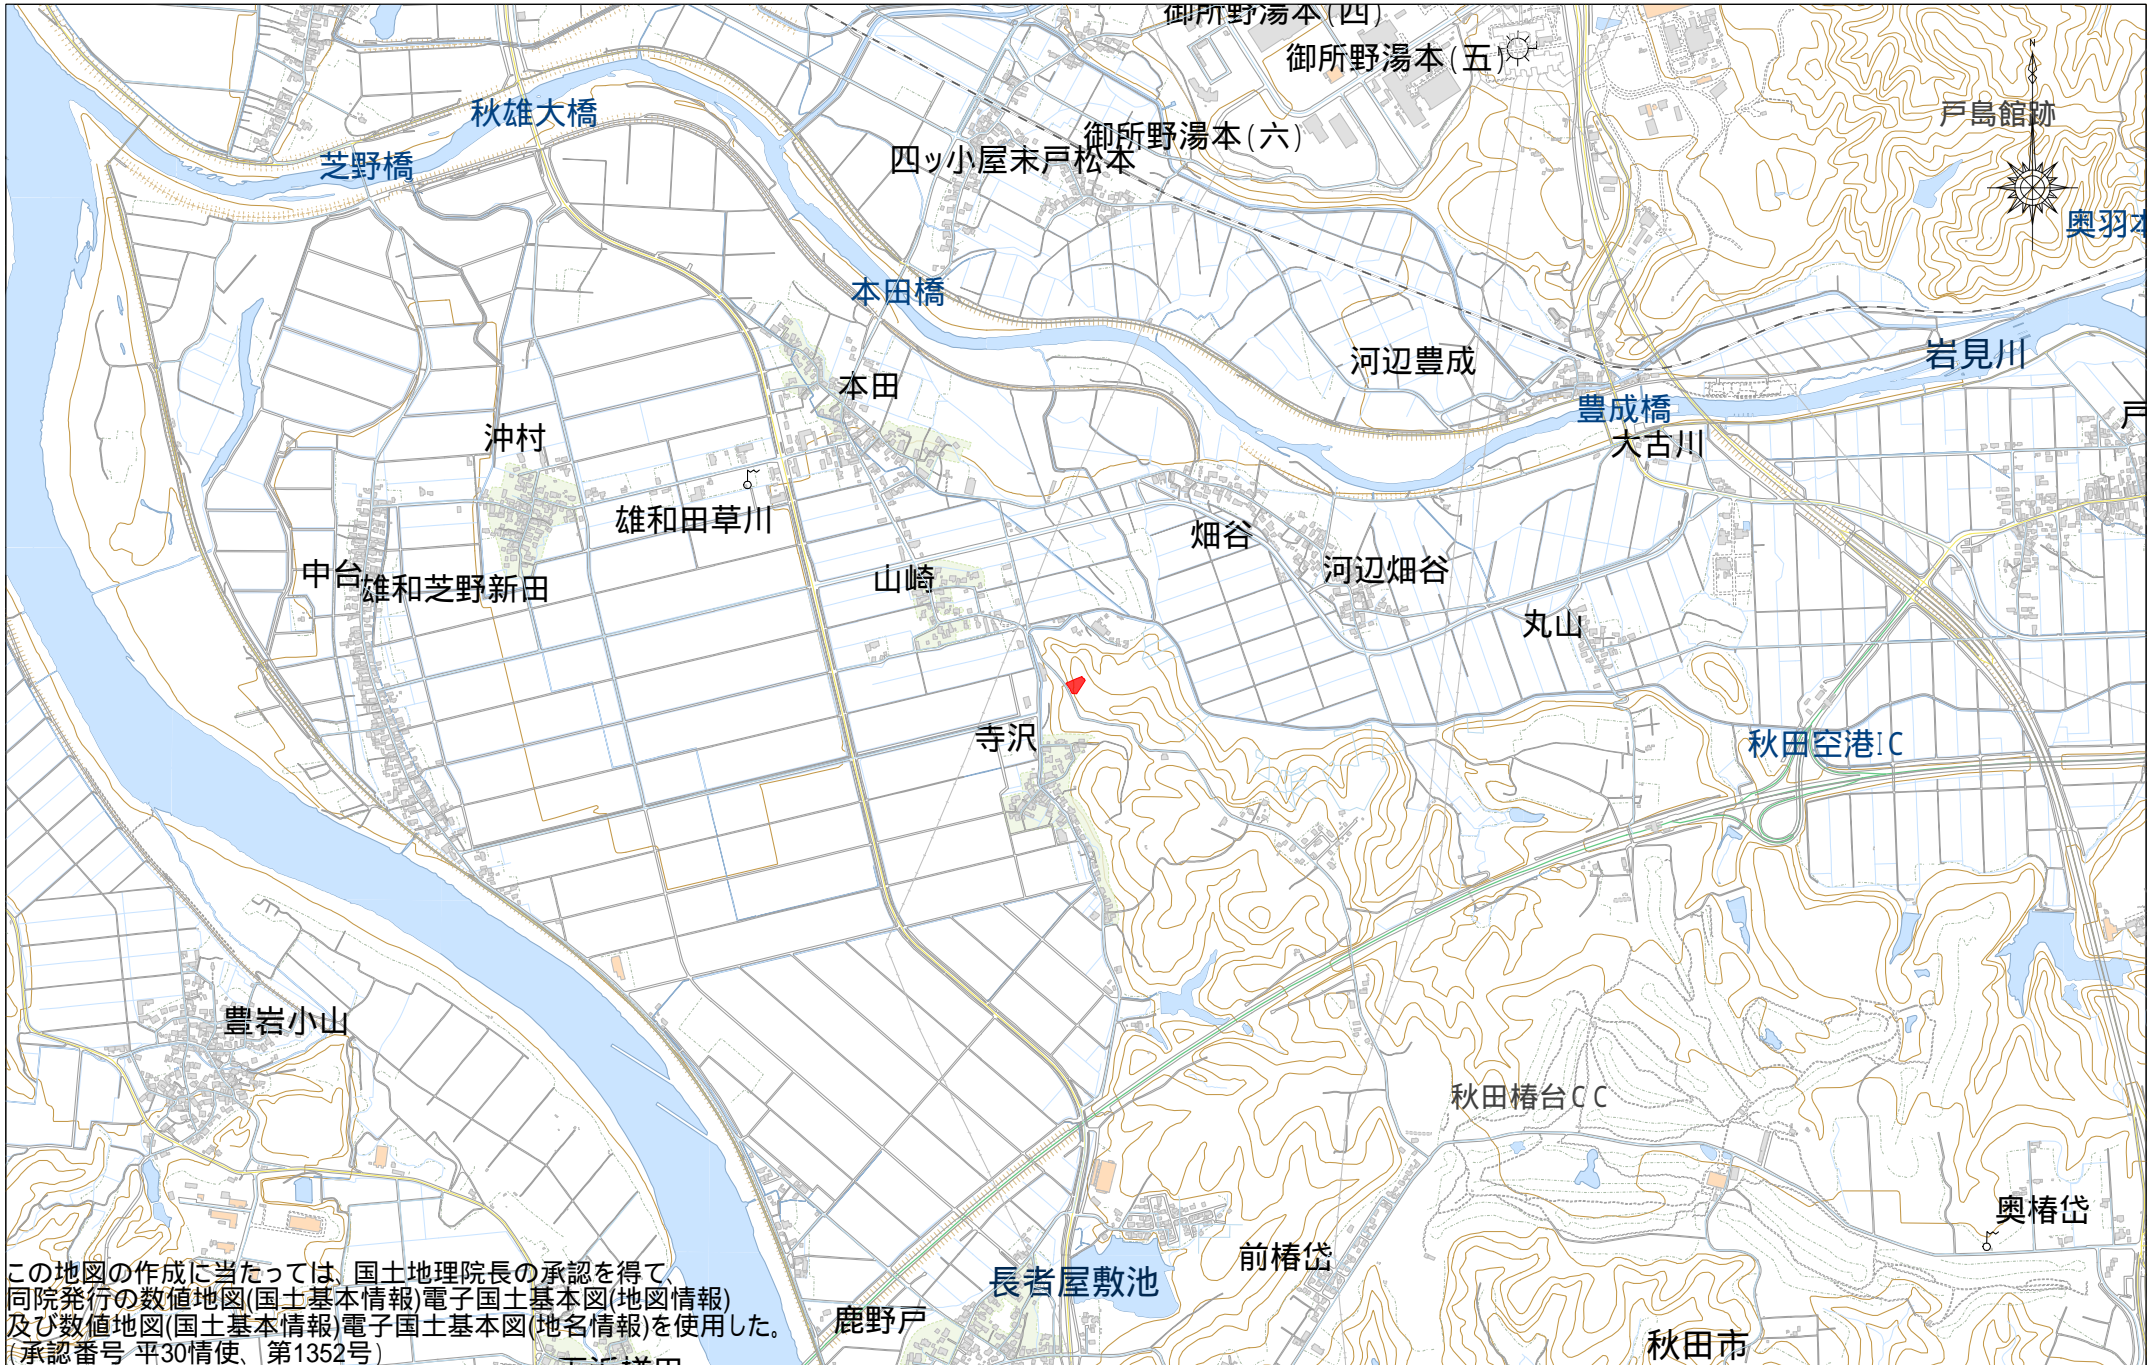 御所野湯本(四)
御所野湯本(五)
秋雄大橋
戸島館跡
N
御所野湯本(六)
四ッ小屋末戸松本
芝野橋
奥羽本
本田橋
岩見川
河辺豊成
本田
豊成橋
戸
沖村
大古川
雄和田草川
畑谷
河辺畑谷
中台
雄和芝野新田
山崎
丸山
寺沢
秋田空港IC
豊岩小山
秋田椿台CC
奥椿岱
前椿岱
長者屋敷池
鹿野戸
秋田市
この地図の作成に当たっては、国土地理院長の承認を得て
同院発行の数値地図(国土基本情報)電子国土基本図(地図情報)
及び数値地図(国土基本情報)電子国土基本図(地名情報)を使用した。
(承認番号 平30情使、 第1352号)